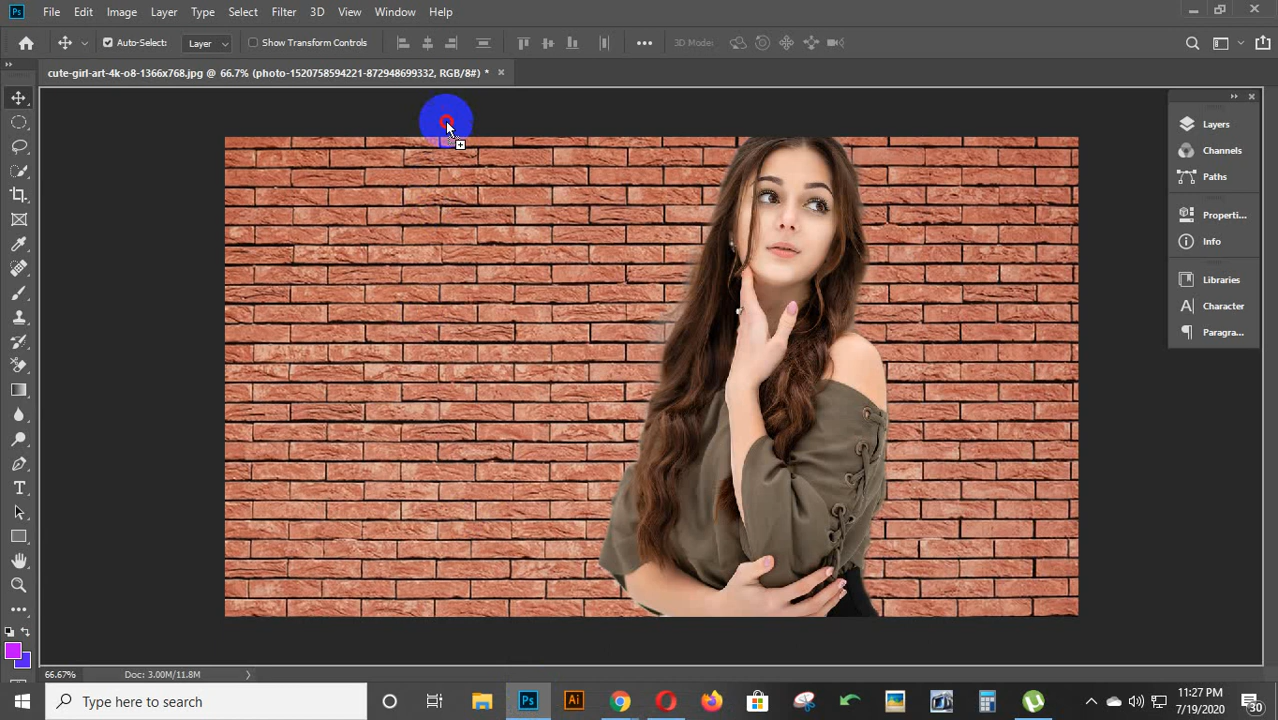 Ps File Edit Image Layer Type Select Filter 3D View Window Help
Auto-Select: Layer Show Transform Controls 3D Mode:
cute-girl-art-4k-o8-1366x768.jpg @ 66.7% (photo-1520758594221-872948699332, RGB/8#) *
Layers
Channels
Paths
Properti...
Info
Libraries
Character
Paragra...
66.67% Doc: 3.00M/11.8M
Type here to search
Ps
Ai
11:27 PM
7/19/2020
30